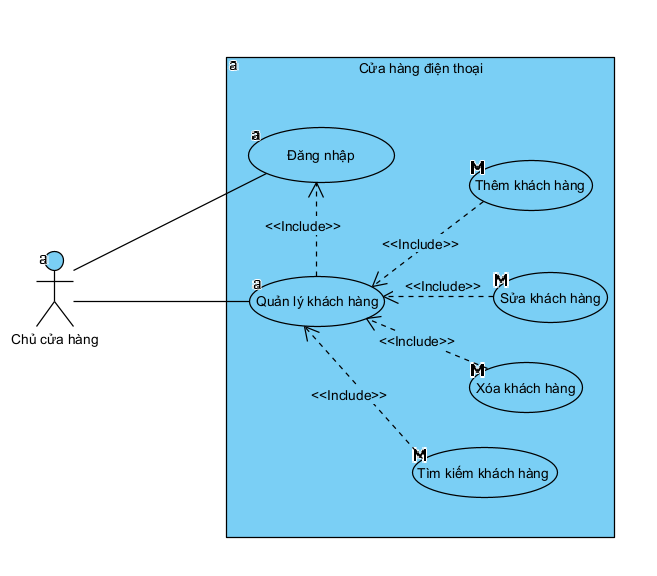 a
Cửa hàng điện thoại
a
Đăng nhập
M
Thêm khách hàng
<<Include>>
<<Include>>
a
Chủ cửa hàng
a
Quản lý khách hàng
<<Include>>
M
Sửa khách hàng
<<Include>>
M
Xóa khách hàng
<<Include>>
M
Tìm kiếm khách hàng